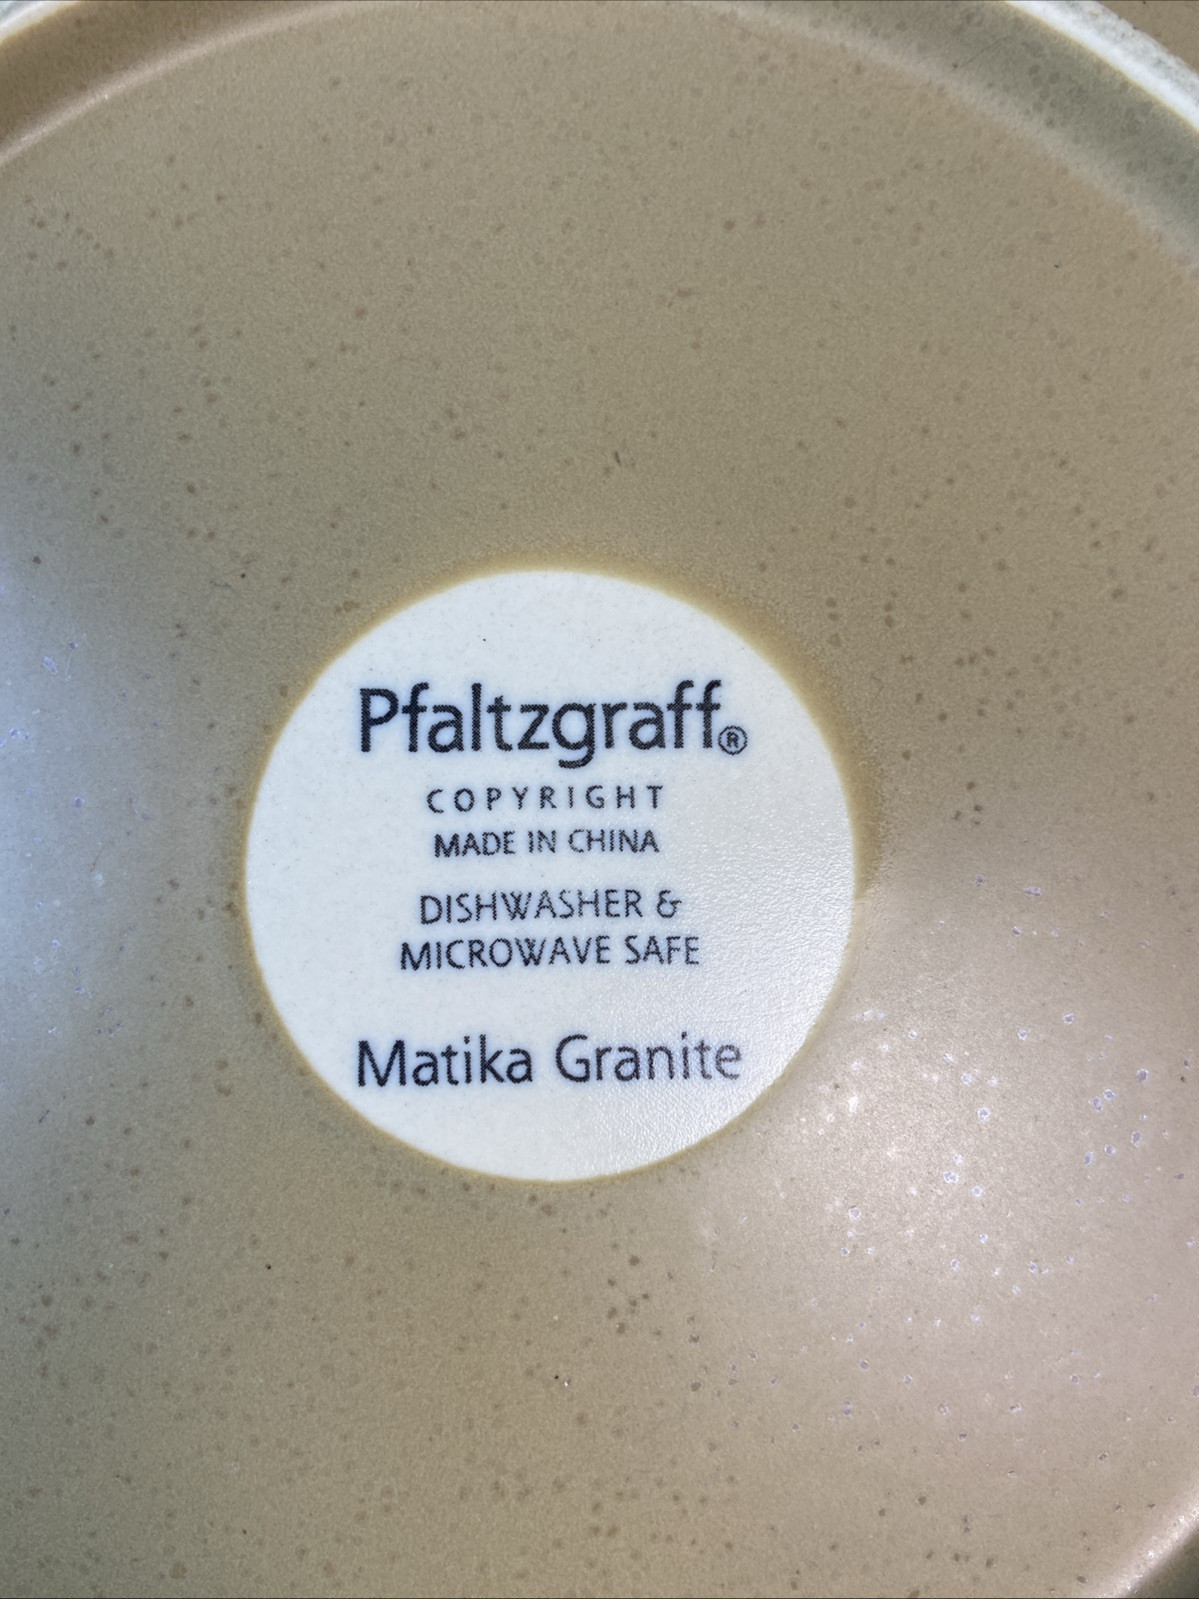 Pfaltzgraff®
COPYRIGHT
MADE IN CHINA
DISHWASHER &
MICROWAVE SAFE
Matika Granite